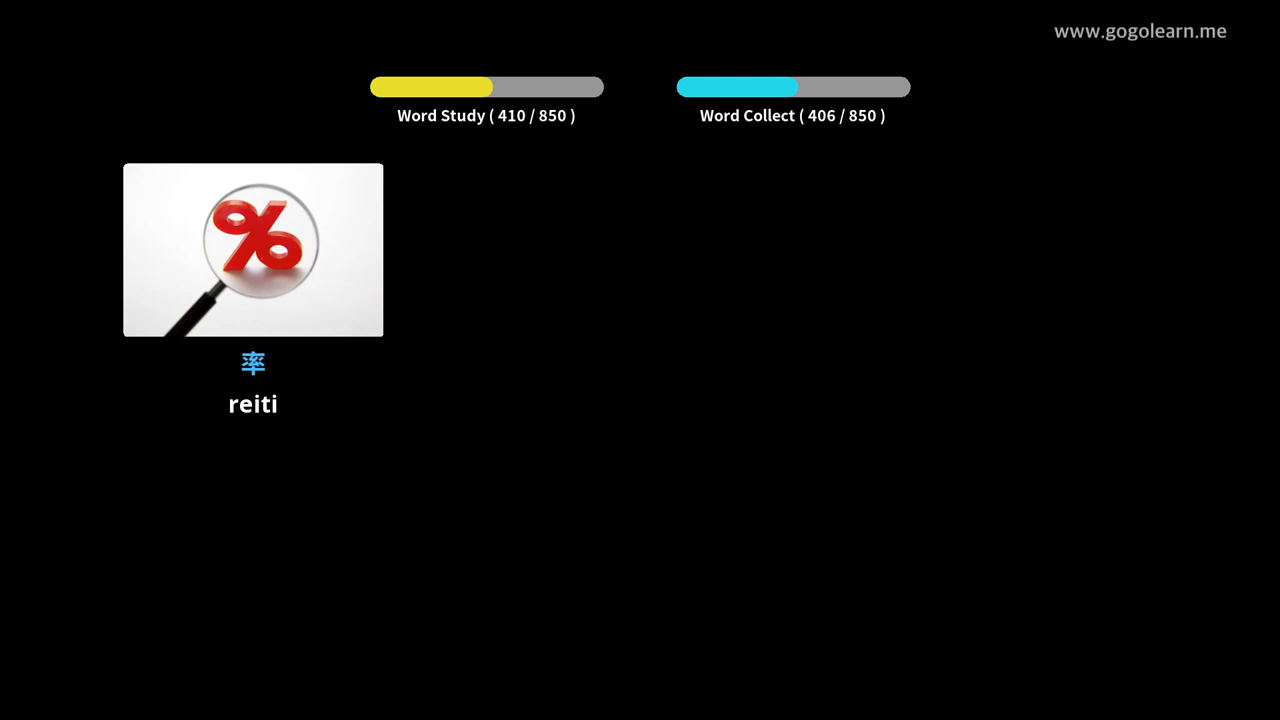 www.gogolearn.me
Word Study ( 410 / 850 )
Word Collect ( 406 / 850 )
%
率
reiti